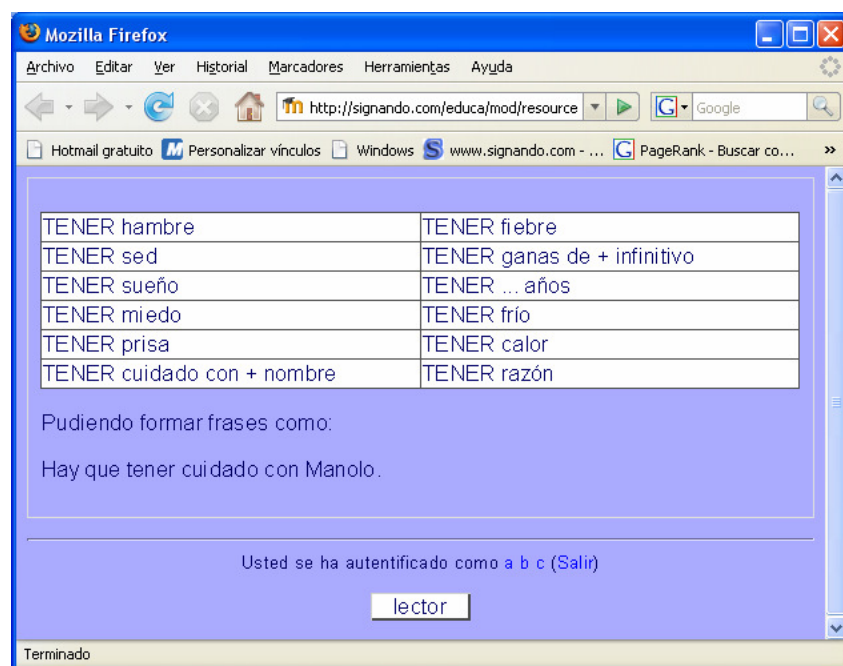 Mozilla Firefox
Archivo Editar Ver Historial Marcadores Herramientas Ayuda
http://signando.com/educa/mod/resource G Google
Hotmail gratuito Personalizar vínculos Windows www.signando.com - ... PageRank - Buscar co... »
TENER hambre TENER fiebre
TENER sed TENER ganas de + infinitivo
TENER sueño TENER ... años
TENER miedo TENER frío
TENER prisa TENER calor
TENER cuidado con + nombre TENER razón
Pudiendo formar frases como:
Hay que tener cuidado con Manolo.
Usted se ha autentificado como a b c (Salir)
lector
Terminado